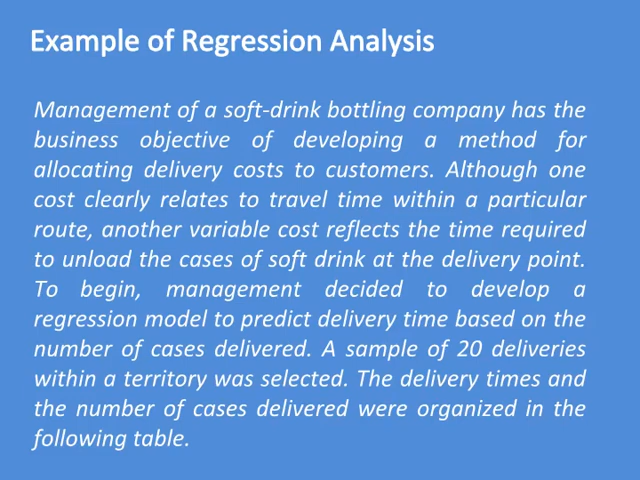 Example of Regression Analysis
Management of a soft-drink bottling company has the
business objective of developing a method for
allocating delivery costs to customers. Although one
cost clearly relates to travel time within a particular
route, another variable cost reflects the time required
to unload the cases of soft drink at the delivery point.
To begin, management decided to develop a
regression model to predict delivery time based on the
number of cases delivered. A sample of 20 deliveries
within a territory was selected. The delivery times and
the number of cases delivered were organized in the
following table.